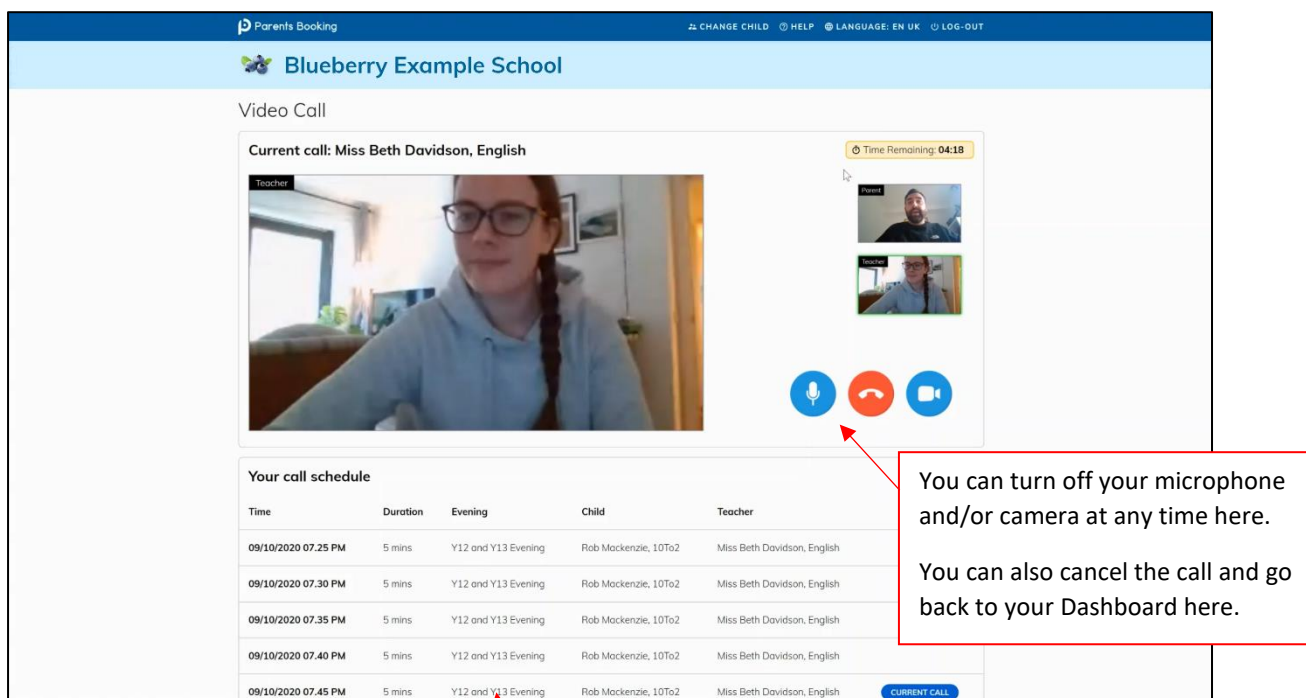 Parents Booking
CHANGE CHILD HELP LANGUAGE: EN UK LOG-OUT
Blueberry Example School
Video Call
Current call: Miss Beth Davidson, English
Time Remaining: 04:18
Teacher
Parent
Teacher
Your call schedule
Time Duration Evening Child Teacher
09/10/2020 07.25 PM 5 mins Y12 and Y13 Evening Rob Mackenzie, 10To2 Miss Beth Davidson, English
09/10/2020 07.30 PM 5 mins Y12 and Y13 Evening Rob Mackenzie, 10To2 Miss Beth Davidson, English
09/10/2020 07.35 PM 5 mins Y12 and Y13 Evening Rob Mackenzie, 10To2 Miss Beth Davidson, English
09/10/2020 07.40 PM 5 mins Y12 and Y13 Evening Rob Mackenzie, 10To2 Miss Beth Davidson, English
09/10/2020 07.45 PM 5 mins Y12 and Y13 Evening Rob Mackenzie, 10To2 Miss Beth Davidson, English CURRENT CALL
You can turn off your microphone
and/or camera at any time here.
You can also cancel the call and go
back to your Dashboard here.